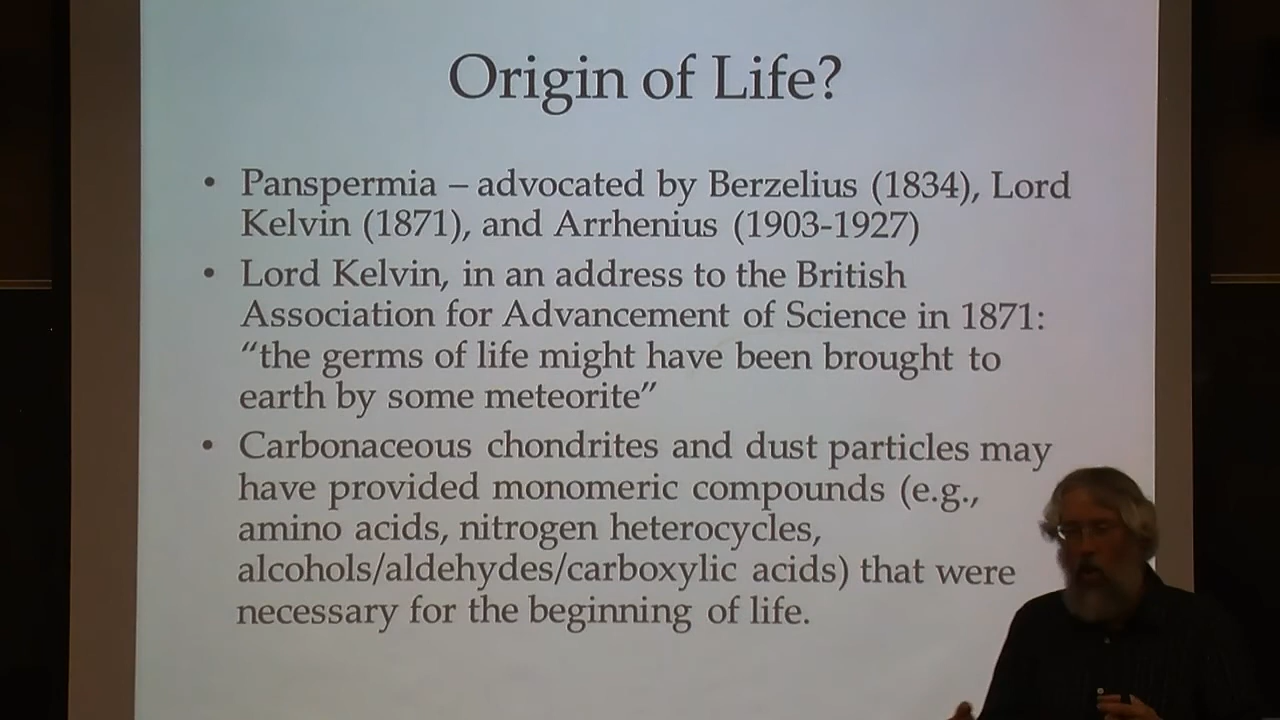 Origin of Life?
• Panspermia – advocated by Berzelius (1834), Lord
Kelvin (1871), and Arrhenius (1903-1927)
• Lord Kelvin, in an address to the British
Association for Advancement of Science in 1871:
“the germs of life might have been brought to
earth by some meteorite”
• Carbonaceous chondrites and dust particles may
have provided monomeric compounds (e.g.,
amino acids, nitrogen heterocycles,
alcohols/aldehydes/carboxylic acids) that were
necessary for the beginning of life.